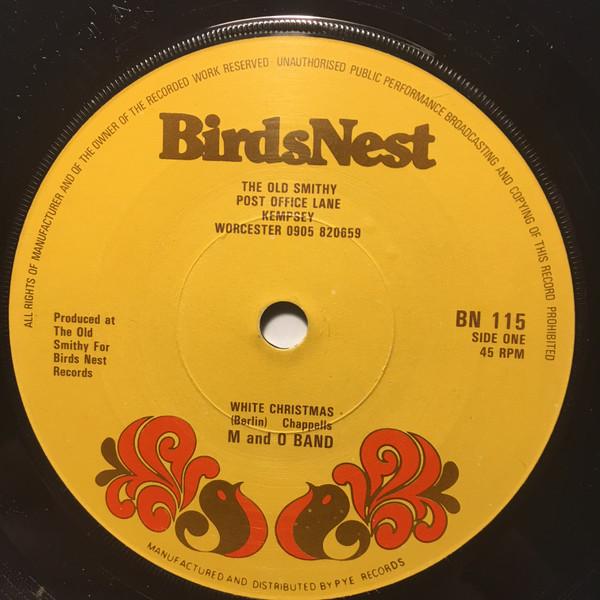 ALL RIGHTS OF MANUFACTURER AND OF THE OWNER OF THE RECORDED WORK RESERVED · UNAUTHORISED PUBLIC PERFORMANCE BROADCASTING AND COPYING OF THIS RECORD PROHIBITED
BirdsNest
THE OLD SMITHY
POST OFFICE LANE
KEMPSEY
WORCESTER 0905 820659
Produced at
The Old
Smithy For
Birds Nest
Records
BN 115
SIDE ONE
45 RPM
WHITE CHRISTMAS
(Berlin) Chappells
M and O BAND
MANUFACTURED AND DISTRIBUTED BY PYE RECORDS